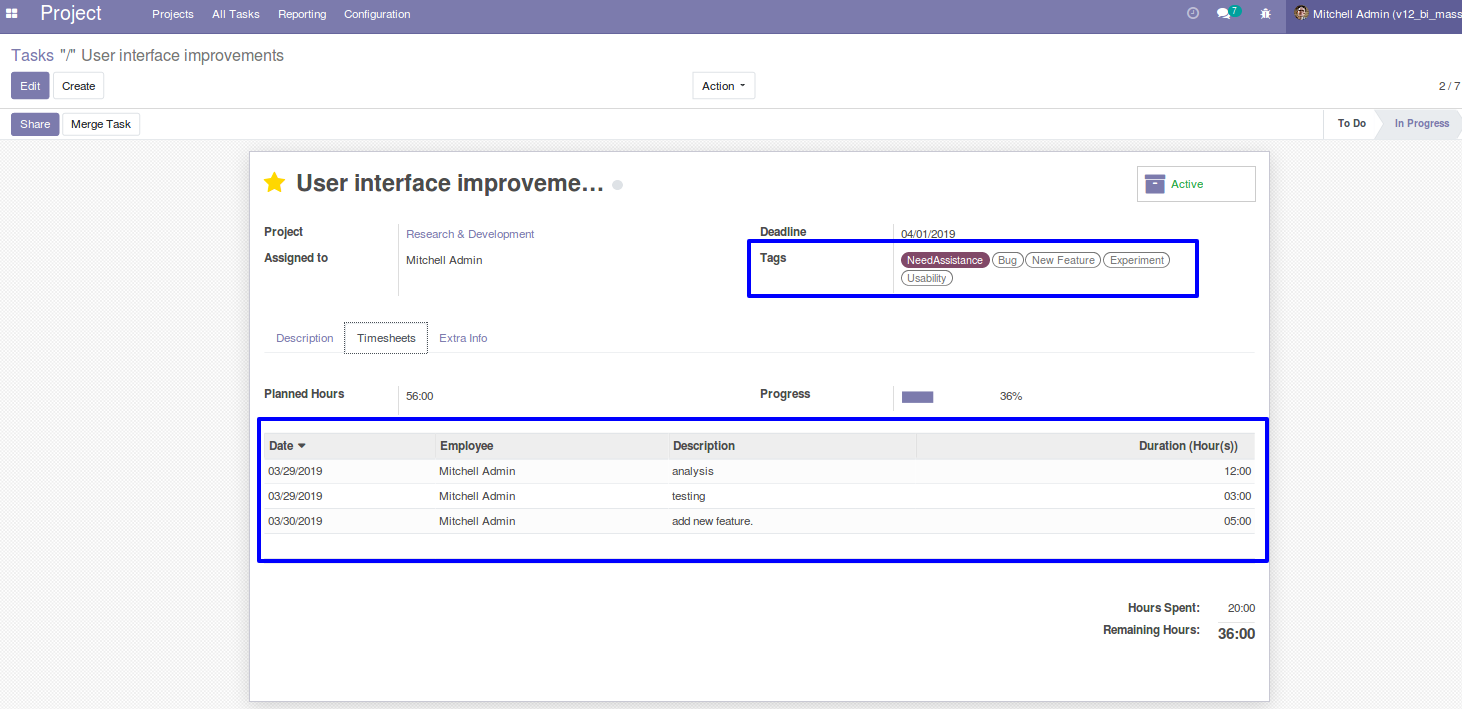 Project Projects All Tasks Reporting Configuration 7 Mitchell Admin (v12_bi_mass
Tasks "/" User interface improvements
Edit Create Action 2 / 7
Share Merge Task To Do In Progress
User interface improveme... Active
Project Research & Development Deadline 04/01/2019
Assigned to Mitchell Admin Tags NeedAssistance Bug New Feature Experiment
Usability
Description Timesheets Extra Info
Planned Hours 56:00 Progress 36%
Date Employee Description Duration (Hour(s))
03/29/2019 Mitchell Admin analysis 12:00
03/29/2019 Mitchell Admin testing 03:00
03/30/2019 Mitchell Admin add new feature. 05:00
Hours Spent: 20:00
Remaining Hours: 36:00